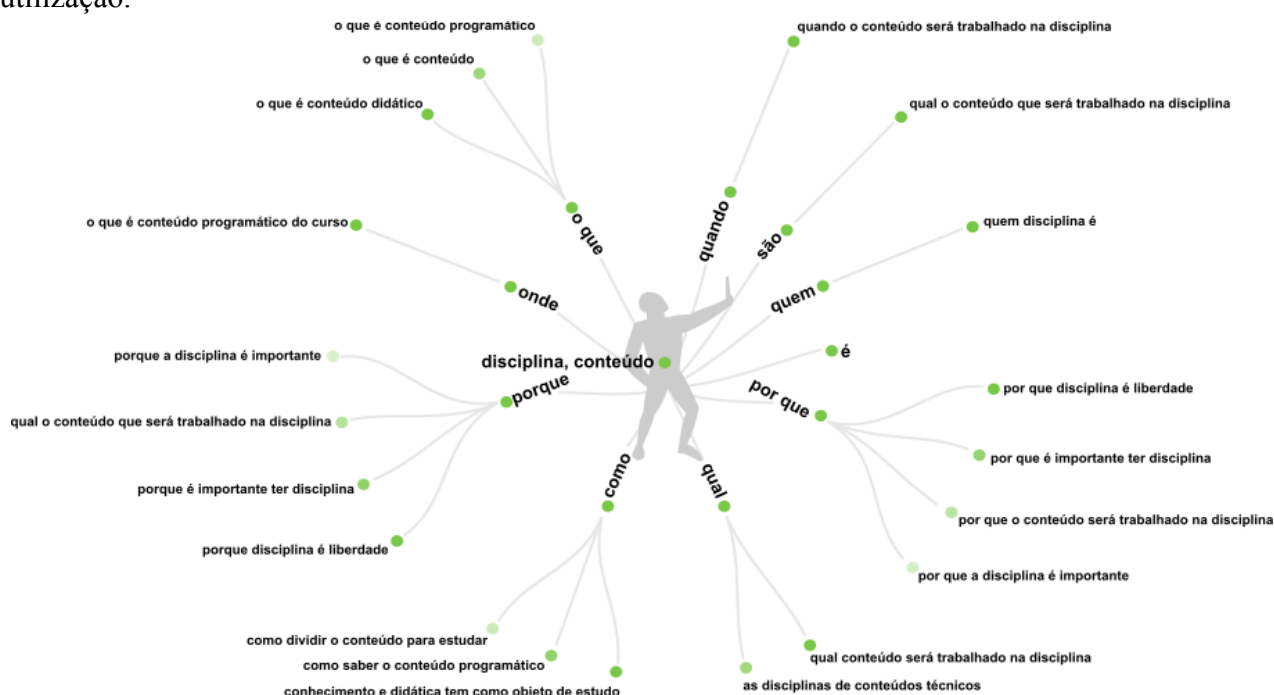 utilização.
o que é conteúdo programático
quando o conteúdo será trabalhado na disciplina
o que é conteúdo
o que é conteúdo didático
qual o conteúdo que será trabalhado na disciplina
o que é conteúdo programático do curso
o que
quando
são
quem disciplina é
onde
quem
porque a disciplina é importante
disciplina, conteúdo
é
porque
por que
por que disciplina é liberdade
qual o conteúdo que será trabalhado na disciplina
por que é importante ter disciplina
como
qual
porque é importante ter disciplina
por que o conteúdo será trabalhado na disciplina
porque disciplina é liberdade
por que a disciplina é importante
como dividir o conteúdo para estudar
qual conteúdo será trabalhado na disciplina
como saber o conteúdo programático
as disciplinas de conteúdos técnicos
conhecimento e didática tem como objeto de estudo